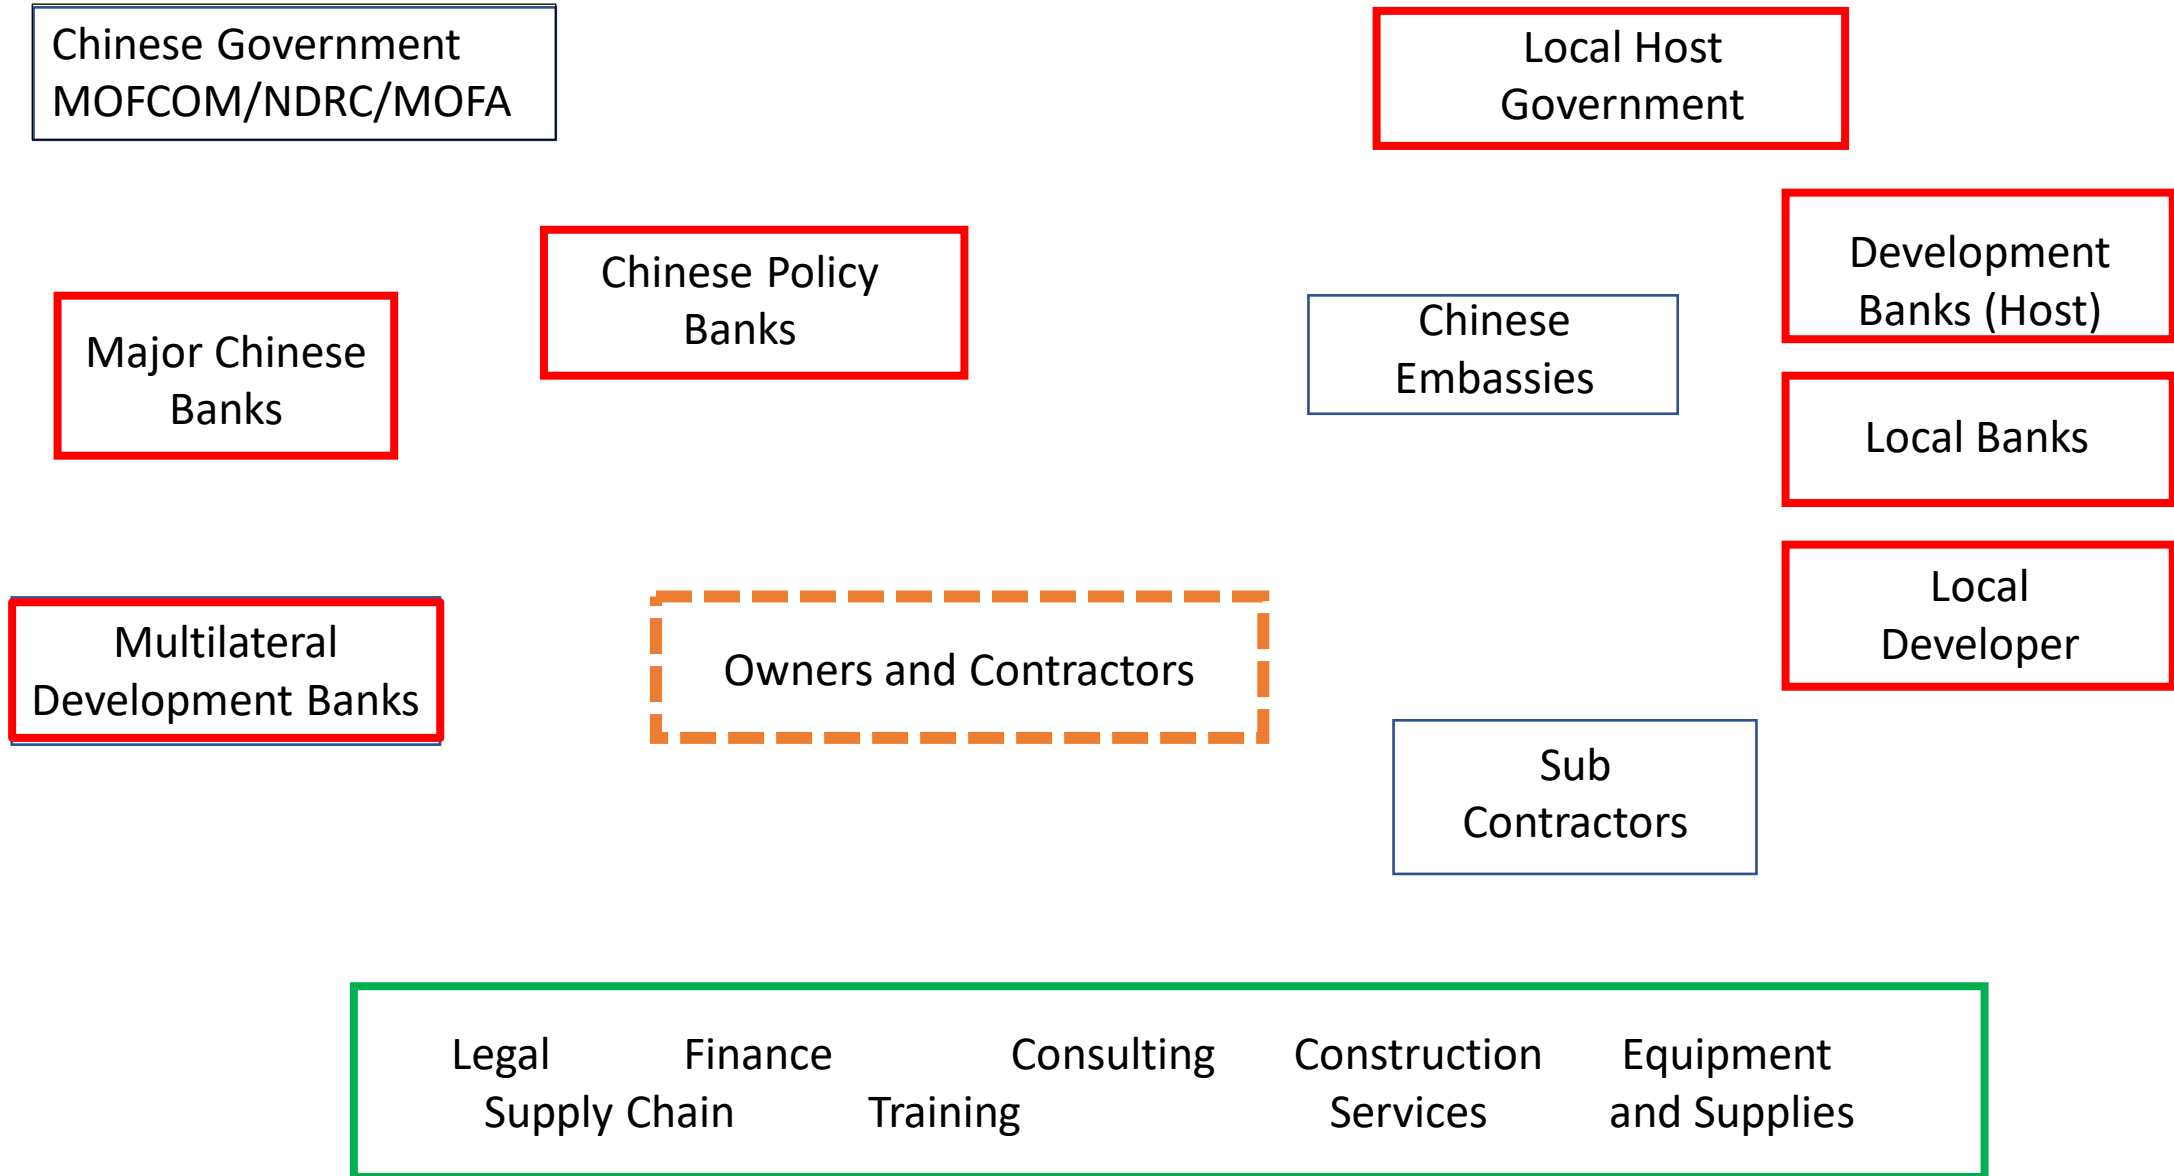 Chinese Government
MOFCOM/NDRC/MOFA
Local Host
Government
Chinese Policy
Banks
Development
Banks (Host)
Major Chinese
Banks
Chinese
Embassies
Local Banks
Multilateral
Development Banks
Owners and Contractors
Local
Developer
Sub
Contractors
Legal Finance Consulting Construction Equipment
Supply Chain Training Services and Supplies